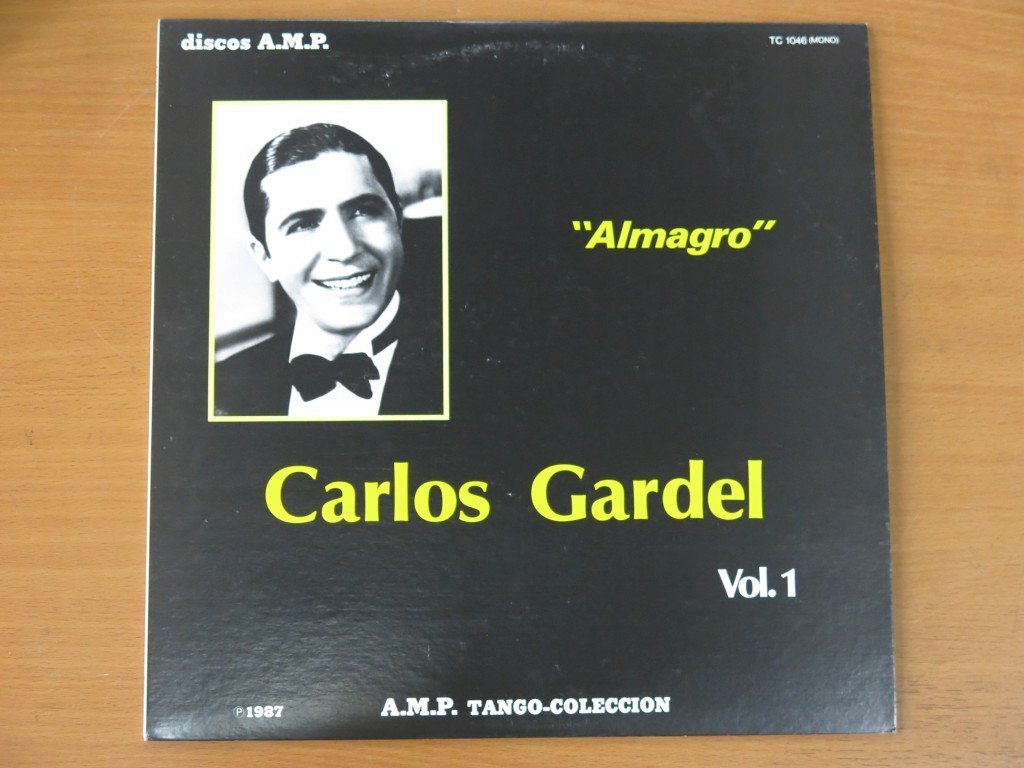 discos A.M.P.
TC 1046 (MONO)
"Almagro"
Carlos Gardel
Vol. 1
℗ 1987
A.M.P. TANGO-COLECCION